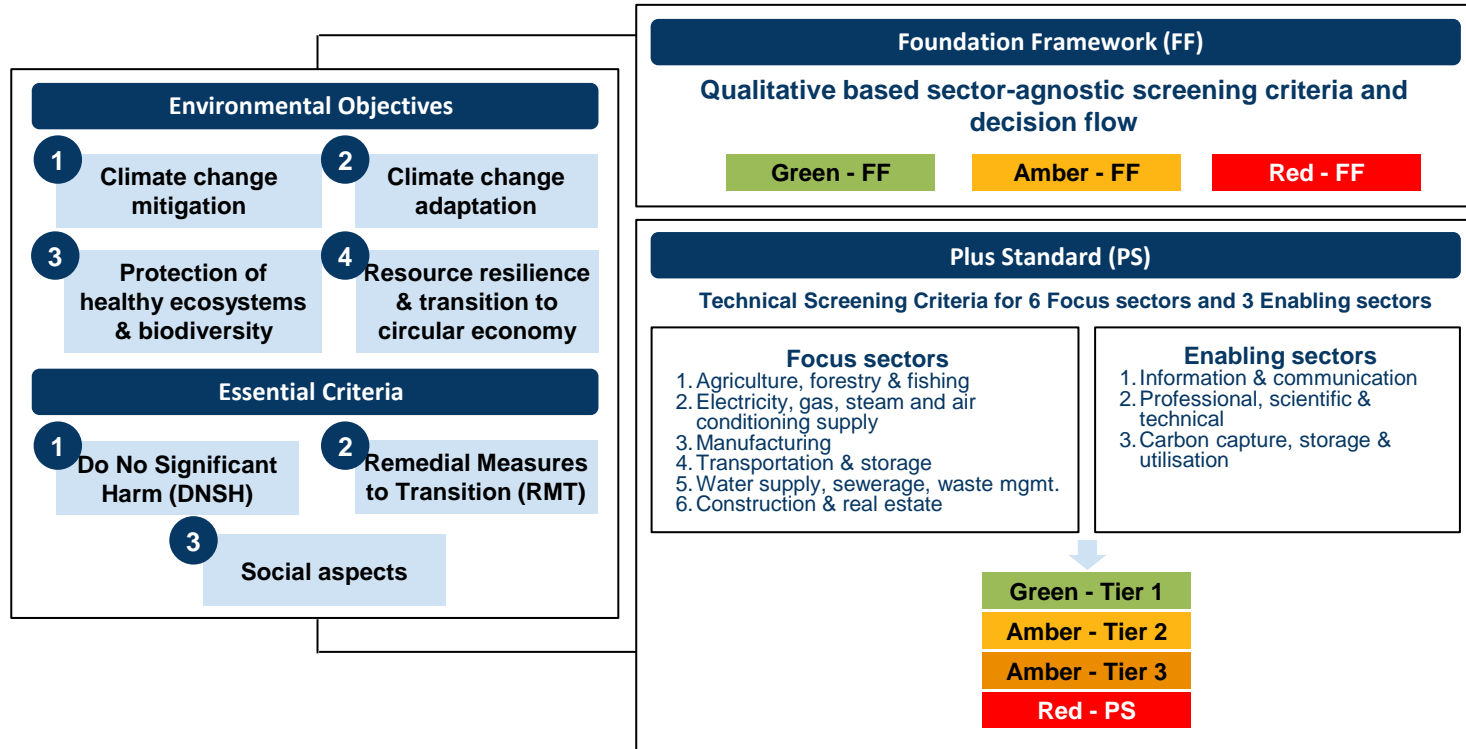 Environmental Objectives
1
Climate change
mitigation
2
Climate change
adaptation
3
Protection of
healthy ecosystems
& biodiversity
4
Resource resilience
& transition to
circular economy
Essential Criteria
1
Do No Significant
Harm (DNSH)
2
Remedial Measures
to Transition (RMT)
3
Social aspects
Foundation Framework (FF)
Qualitative based sector-agnostic screening criteria and
decision flow
Green - FF
Amber - FF
Red - FF
Plus Standard (PS)
Technical Screening Criteria for 6 Focus sectors and 3 Enabling sectors
Focus sectors
1. Agriculture, forestry & fishing
2. Electricity, gas, steam and air
conditioning supply
3. Manufacturing
4. Transportation & storage
5. Water supply, sewerage, waste mgmt.
6. Construction & real estate
Enabling sectors
1. Information & communication
2. Professional, scientific &
technical
3. Carbon capture, storage &
utilisation
Green - Tier 1
Amber - Tier 2
Amber - Tier 3
Red - PS